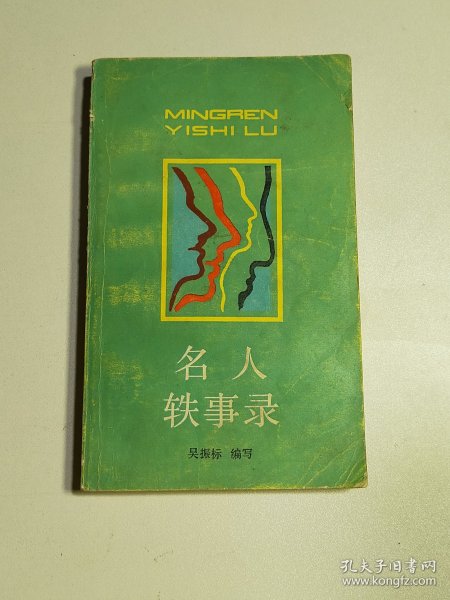 MINGREN
YISHI LU
名人
轶事录
吴振标 编写
孔夫子旧书网
www.kongfz.com